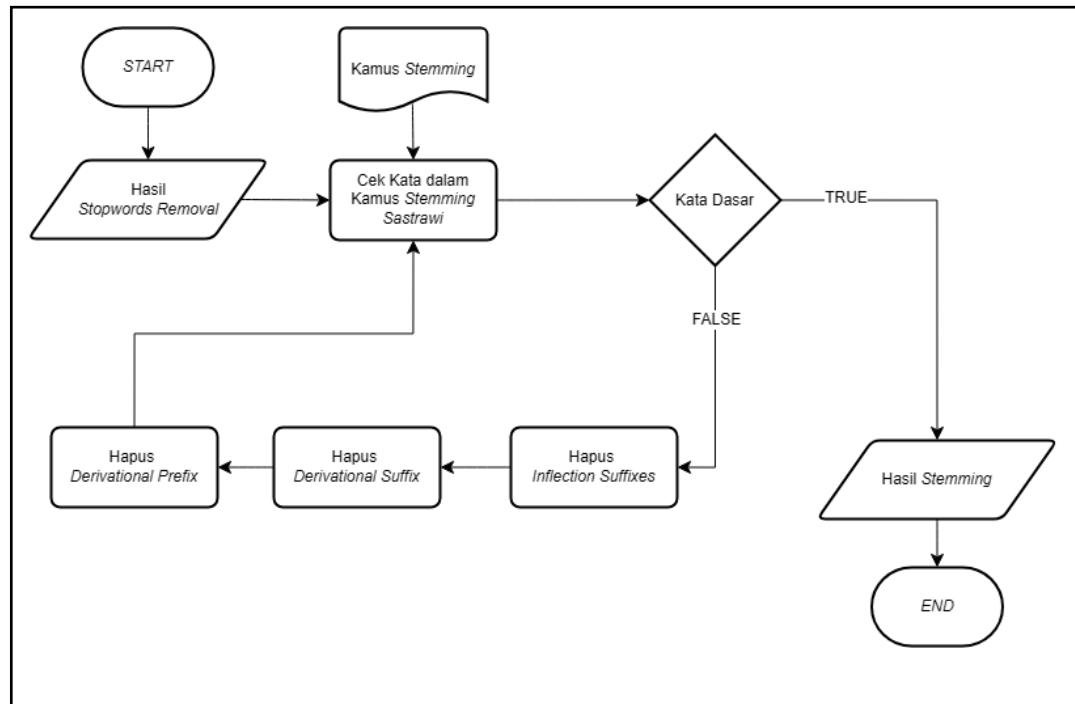 START
Kamus Stemming
Hasil
Stopwords Removal
Cek Kata dalam
Kamus Stemming
Sastrawi
Kata Dasar
TRUE
FALSE
Hapus
Derivational Prefix
Hapus
Derivational Suffix
Hapus
Inflection Suffixes
Hasil Stemming
END